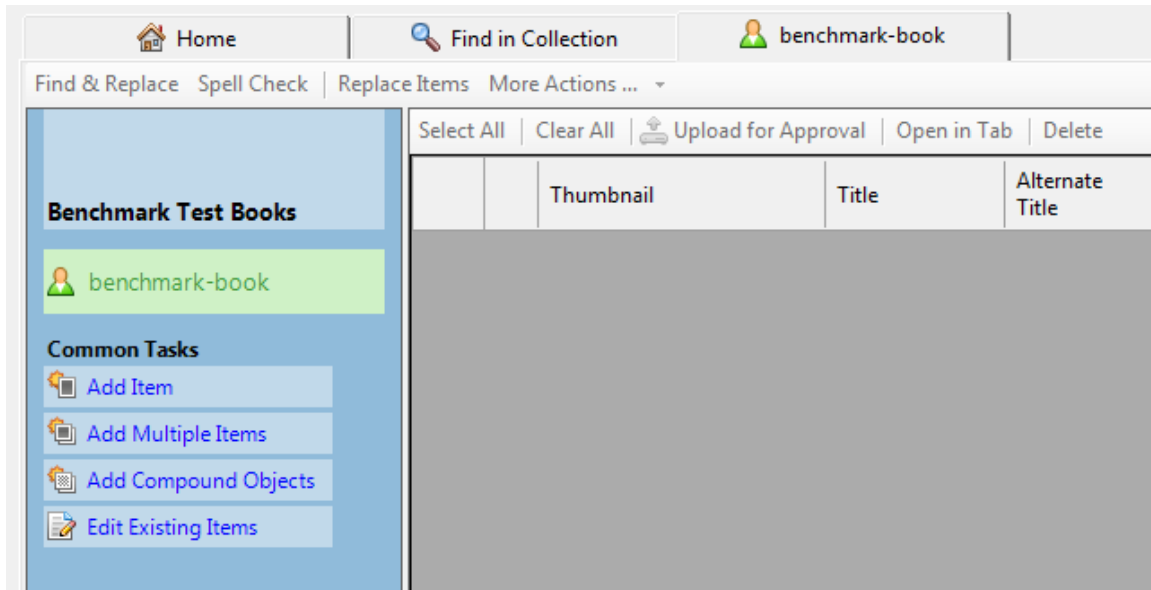 Home Find in Collection benchmark-book
Find & Replace Spell Check Replace Items More Actions ...
Select All Clear All Upload for Approval Open in Tab Delete
Thumbnail Title Alternate Title
Benchmark Test Books
benchmark-book
Common Tasks
Add Item
Add Multiple Items
Add Compound Objects
Edit Existing Items